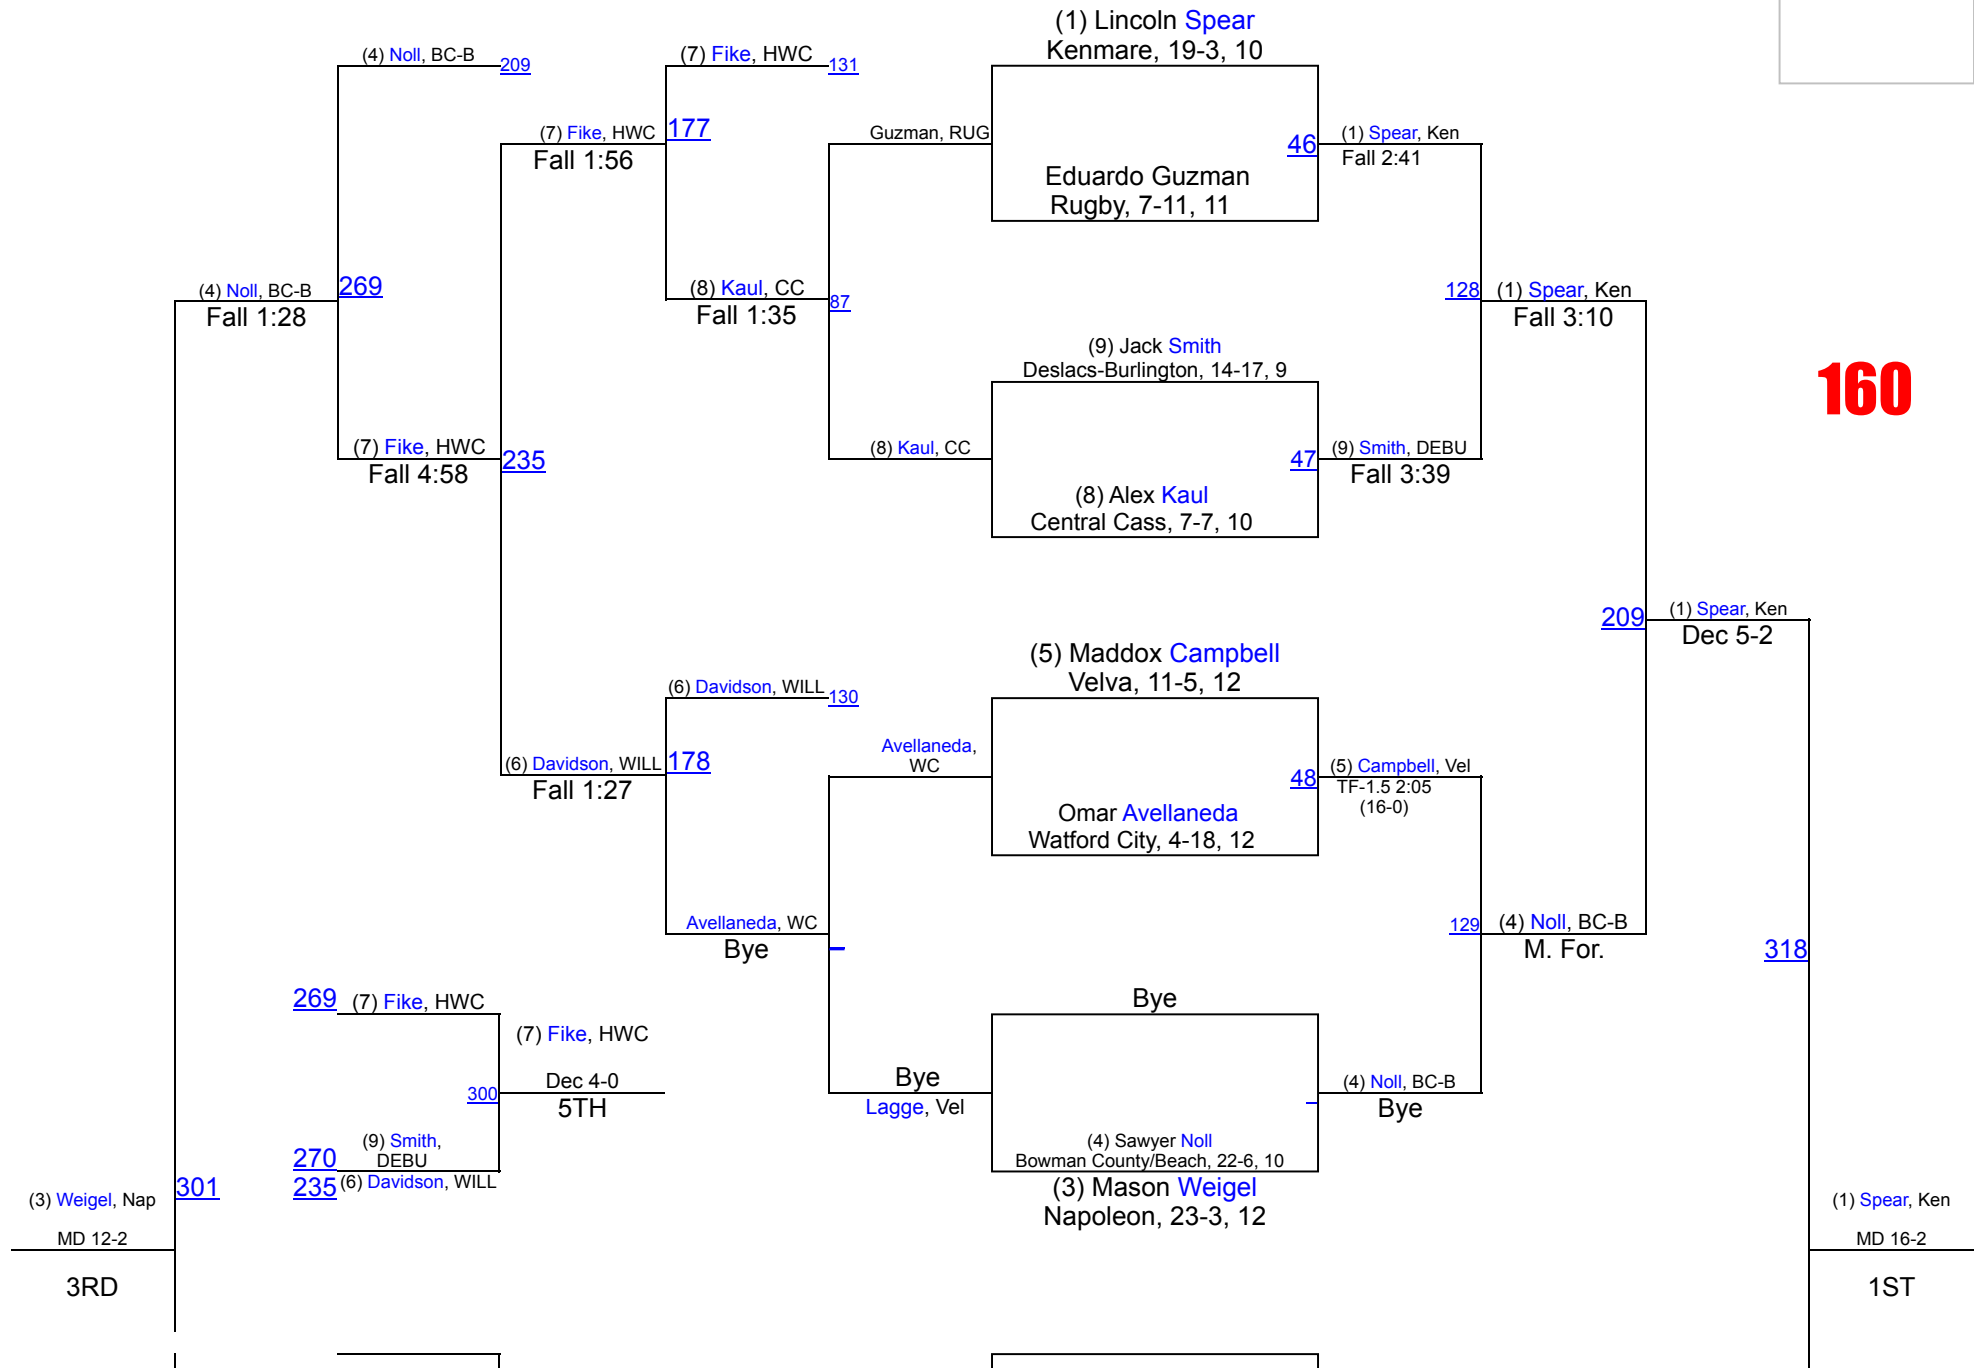 (1) Lincoln Spear
Kenmare, 19-3, 10
(4) Noll, BC-B
209
(7) Fike, HWC
131
(7) Fike, HWC
177
Fall 1:56
Guzman, RUG
46
(1) Spear, Ken
Fall 2:41
Eduardo Guzman
Rugby, 7-11, 11
(4) Noll, BC-B
269
Fall 1:28
(8) Kaul, CC
87
Fall 1:35
128
(1) Spear, Ken
Fall 3:10
(9) Jack Smith
Deslacs-Burlington, 14-17, 9
160
(7) Fike, HWC
235
Fall 4:58
(8) Kaul, CC
47
(9) Smith, DEBU
Fall 3:39
(8) Alex Kaul
Central Cass, 7-7, 10
209
(1) Spear, Ken
Dec 5-2
(5) Maddox Campbell
Velva, 11-5, 12
(6) Davidson, WILL
130
(6) Davidson, WILL
178
Fall 1:27
Avellaneda,
WC
48
(5) Campbell, Vel
TF-1.5 2:05
(16-0)
Omar Avellaneda
Watford City, 4-18, 12
Avellaneda, WC
Bye
129
(4) Noll, BC-B
M. For.
318
269
(7) Fike, HWC
Bye
(7) Fike, HWC
300
Dec 4-0
5TH
Bye
Lagge, Vel
(4) Noll, BC-B
Bye
270
(9) Smith,
DEBU
235
(6) Davidson, WILL
(4) Sawyer Noll
Bowman County/Beach, 22-6, 10
(3) Mason Weigel
Napoleon, 23-3, 12
(3) Weigel, Nap
301
MD 12-2
3RD
(1) Spear, Ken
MD 16-2
1ST